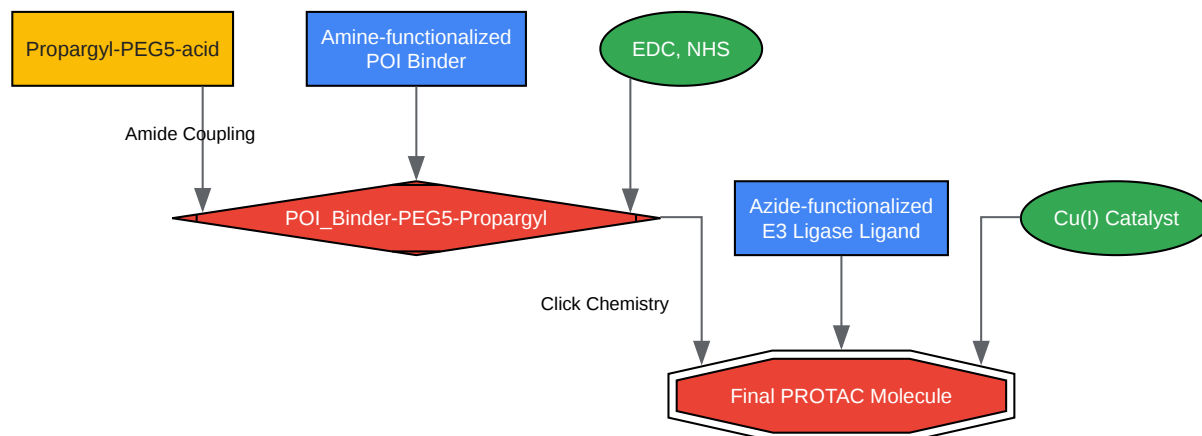 Propargyl-PEG5-acid
Amine-functionalized
POI Binder
EDC, NHS
Amide Coupling
POI_Binder-PEG5-Propargyl
Azide-functionalized
E3 Ligase Ligand
Cu(I) Catalyst
Click Chemistry
Final PROTAC Molecule